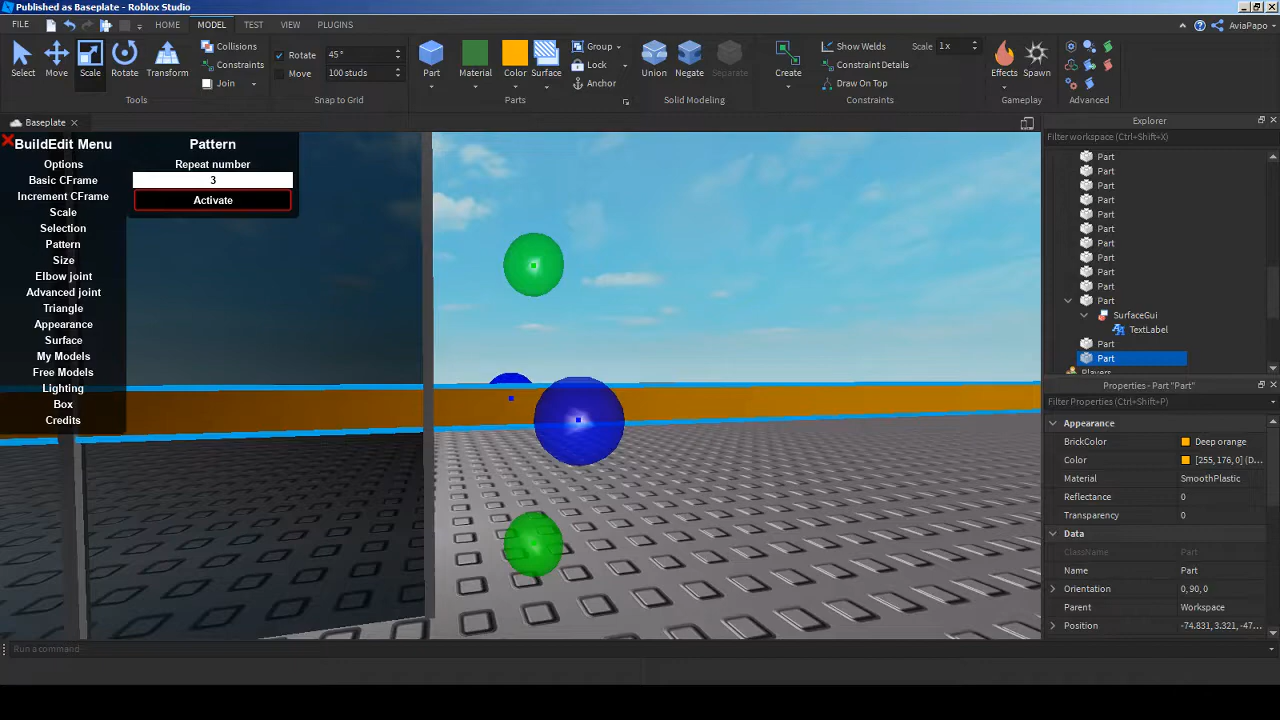 Published as Baseplate - Roblox Studio
FILE HOME MODEL TEST VIEW PLUGINS AviaPapo
Select Move Scale Rotate Transform
Collisions
Constraints
Join
Tools
Rotate 45°
Move 100 studs
Snap to Grid
Part Material Color Surface
Group
Lock
Anchor
Parts
Union Negate Separate
Solid Modeling
Create
Show Welds Scale 1x
Constraint Details
Draw On Top
Constraints
Effects Spawn
Gameplay
Advanced
Baseplate
BuildEdit Menu
Options
Basic CFrame
Increment CFrame
Scale
Selection
Pattern
Size
Elbow joint
Advanced joint
Triangle
Appearance
Surface
My Models
Free Models
Lighting
Box
Credits
Pattern
Repeat number
3
Activate
Explorer
Filter workspace (Ctrl+Shift+X)
Part
Part
Part
Part
Part
Part
Part
Part
Part
Part
Part
SurfaceGui
TextLabel
Part
Part
Players
Properties - Part "Part"
Filter Properties (Ctrl+Shift+P)
Appearance
BrickColor Deep orange
Color [255, 176, 0] (D...
Material SmoothPlastic
Reflectance 0
Transparency 0
Data
ClassName Part
Name Part
Orientation 0, 90, 0
Parent Workspace
Position -74.831, 3.321, -47...
Run a command